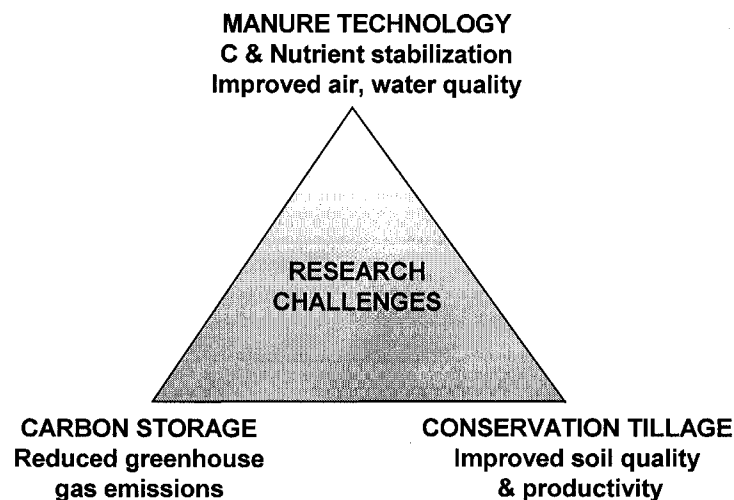 MANURE TECHNOLOGY
C & Nutrient stabilization
Improved air, water quality
RESEARCH
CHALLENGES
CARBON STORAGE
Reduced greenhouse
gas emissions
CONSERVATION TILLAGE
Improved soil quality
& productivity